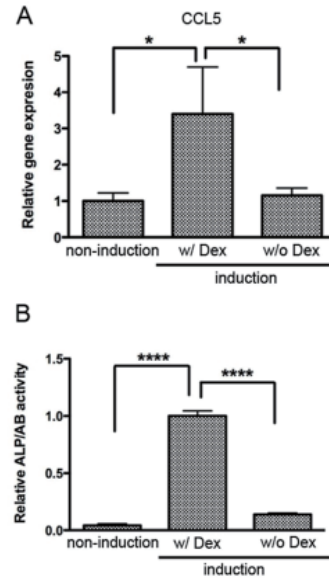 A
CCL5
* *
Relative gene expresion
5
4
3
2
1
0
non-induction w/ Dex w/o Dex
induction
B
**** ****
Relative ALP/AB activity
1.5
1.0
0.5
0.0
non-induction w/ Dex w/o Dex
induction